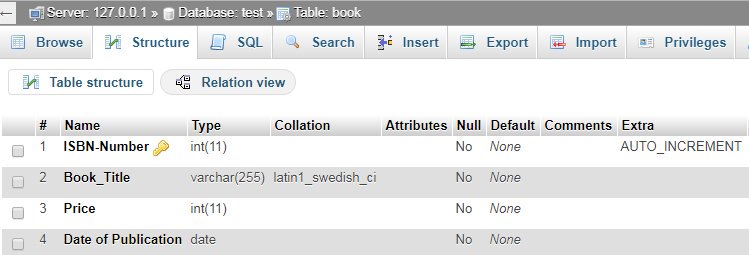 ← Server: 127.0.0.1 » Database: test » Table: book
Browse Structure SQL Search Insert Export Import Privileges
Table structure Relation view
# Name Type Collation Attributes Null Default Comments Extra
1 ISBN-Number int(11) No None AUTO_INCREMENT
2 Book_Title varchar(255) latin1_swedish_ci No None
3 Price int(11) No None
4 Date of Publication date No None